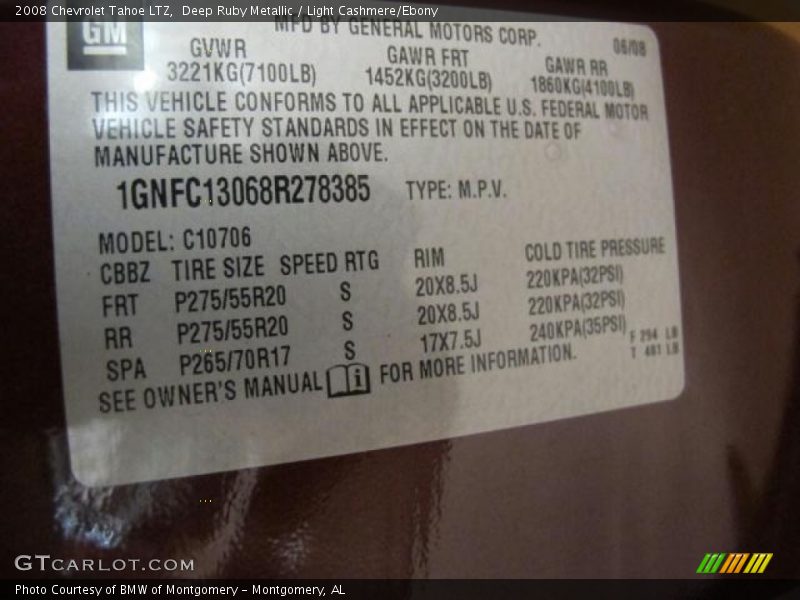 2008 Chevrolet Tahoe LTZ, Deep Ruby Metallic / Light Cashmere/Ebony
GM
MFD BY GENERAL MOTORS CORP.
06/08
GVWR GAWR FRT GAWR RR
3221KG(7100LB) 1452KG(3200LB) 1860KG(4100LB)
THIS VEHICLE CONFORMS TO ALL APPLICABLE U.S. FEDERAL MOTOR
VEHICLE SAFETY STANDARDS IN EFFECT ON THE DATE OF
MANUFACTURE SHOWN ABOVE.
1GNFC13068R278385 TYPE: M.P.V.
MODEL: C10706
CBBZ TIRE SIZE SPEED RTG RIM COLD TIRE PRESSURE
FRT P275/55R20 S 20X8.5J 220KPA(32PSI)
RR P275/55R20 S 20X8.5J 220KPA(32PSI)
SPA P265/70R17 S 17X7.5J 240KPA(35PSI)
F 294 LB
T 481 LB
SEE OWNER'S MANUAL i FOR MORE INFORMATION.
GTCARLOT.COM
Photo Courtesy of BMW of Montgomery - Montgomery, AL